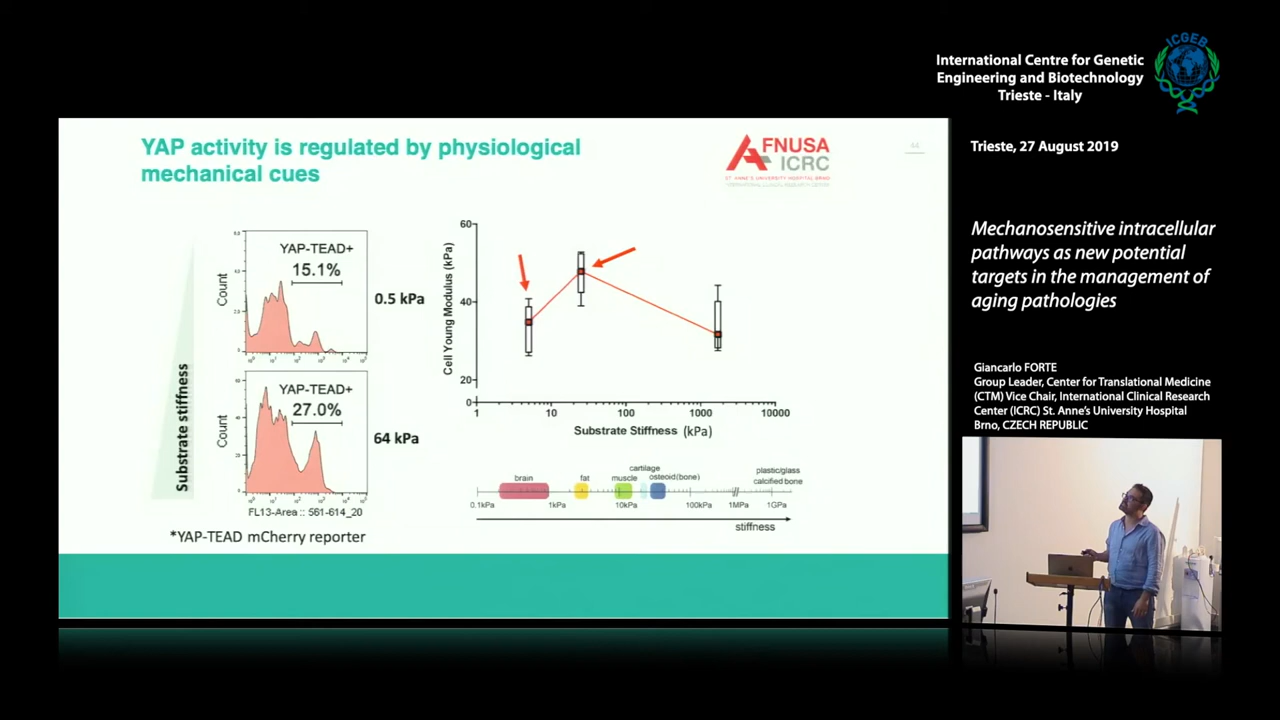 International Centre for Genetic
Engineering and Biotechnology
Trieste - Italy
ICGEB
Trieste, 27 August 2019
Mechanosensitive intracellular
pathways as new potential
targets in the management of
aging pathologies
Giancarlo FORTE
Group Leader, Center for Translational Medicine
(CTM) Vice Chair, International Clinical Research
Center (ICRC) St. Anne's University Hospital
Brno, CZECH REPUBLIC
YAP activity is regulated by physiological
mechanical cues
FNUSA
ICRC
ST. ANNE'S UNIVERSITY HOSPITAL BRNO
INTERNATIONAL CLINICAL RESEARCH CENTER
44
Substrate stiffness
Count
YAP-TEAD+
15.1%
0.5 kPa
Count
YAP-TEAD+
27.0%
64 kPa
FL13-Area :: 561-614_20
*YAP-TEAD mCherry reporter
Cell Young Modulus (kPa)
60
40
20
0
1 10 100 1000 10000
Substrate Stiffness (kPa)
brain fat muscle cartilage osteoid(bone) plastic/glass
calcified bone
0.1kPa 1kPa 10kPa 100kPa 1MPa 1GPa
stiffness